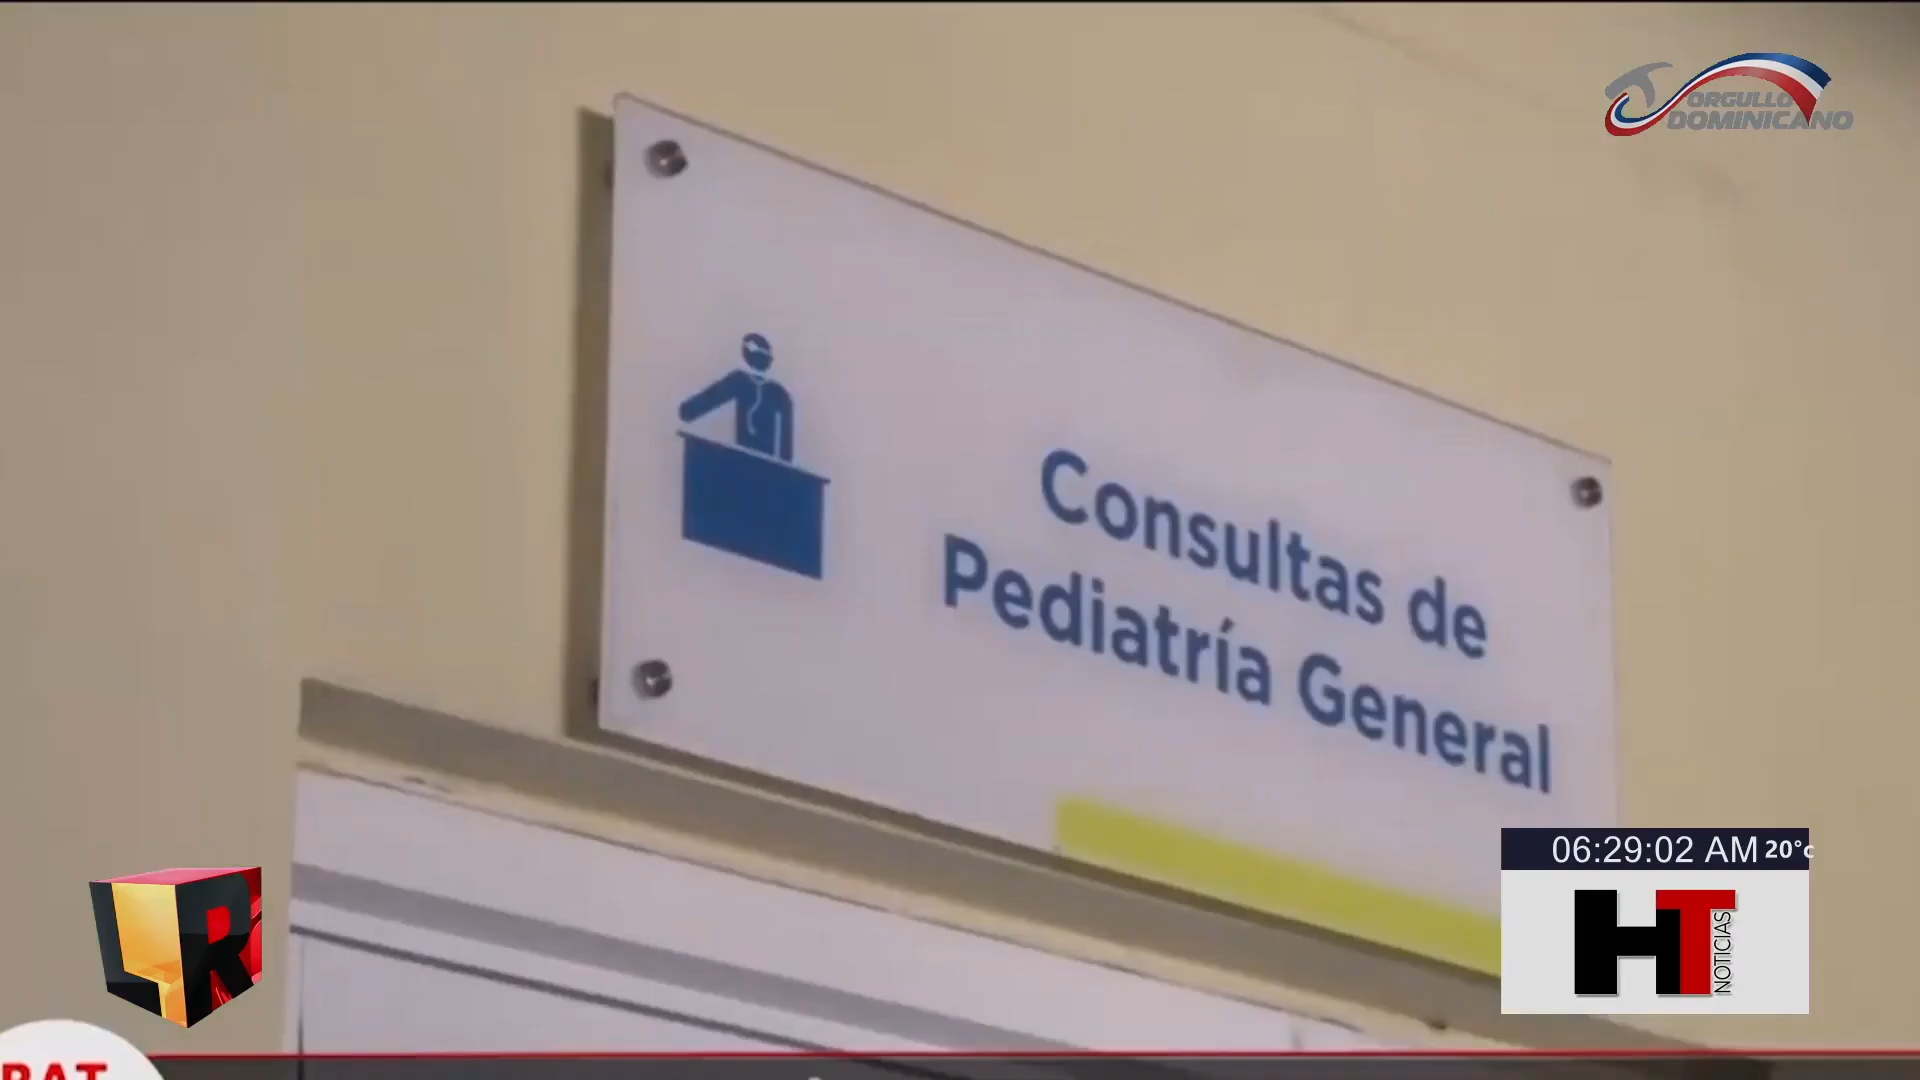 ORGULLO
DOMINICANO
Consultas de
Pediatría General
06:29:02 AM 20°c
HT
NOTICIAS
R